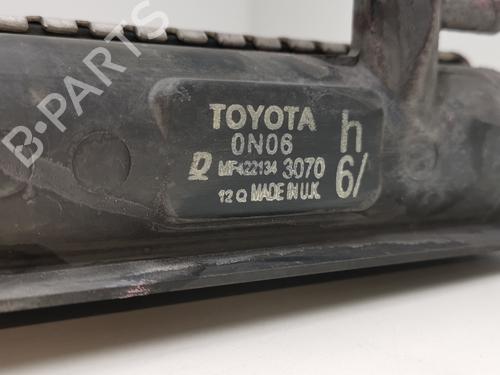 B-PARTS
TOYOTA
0N06 h
MF422134 3070 6/
12 Q MADE IN U.K.